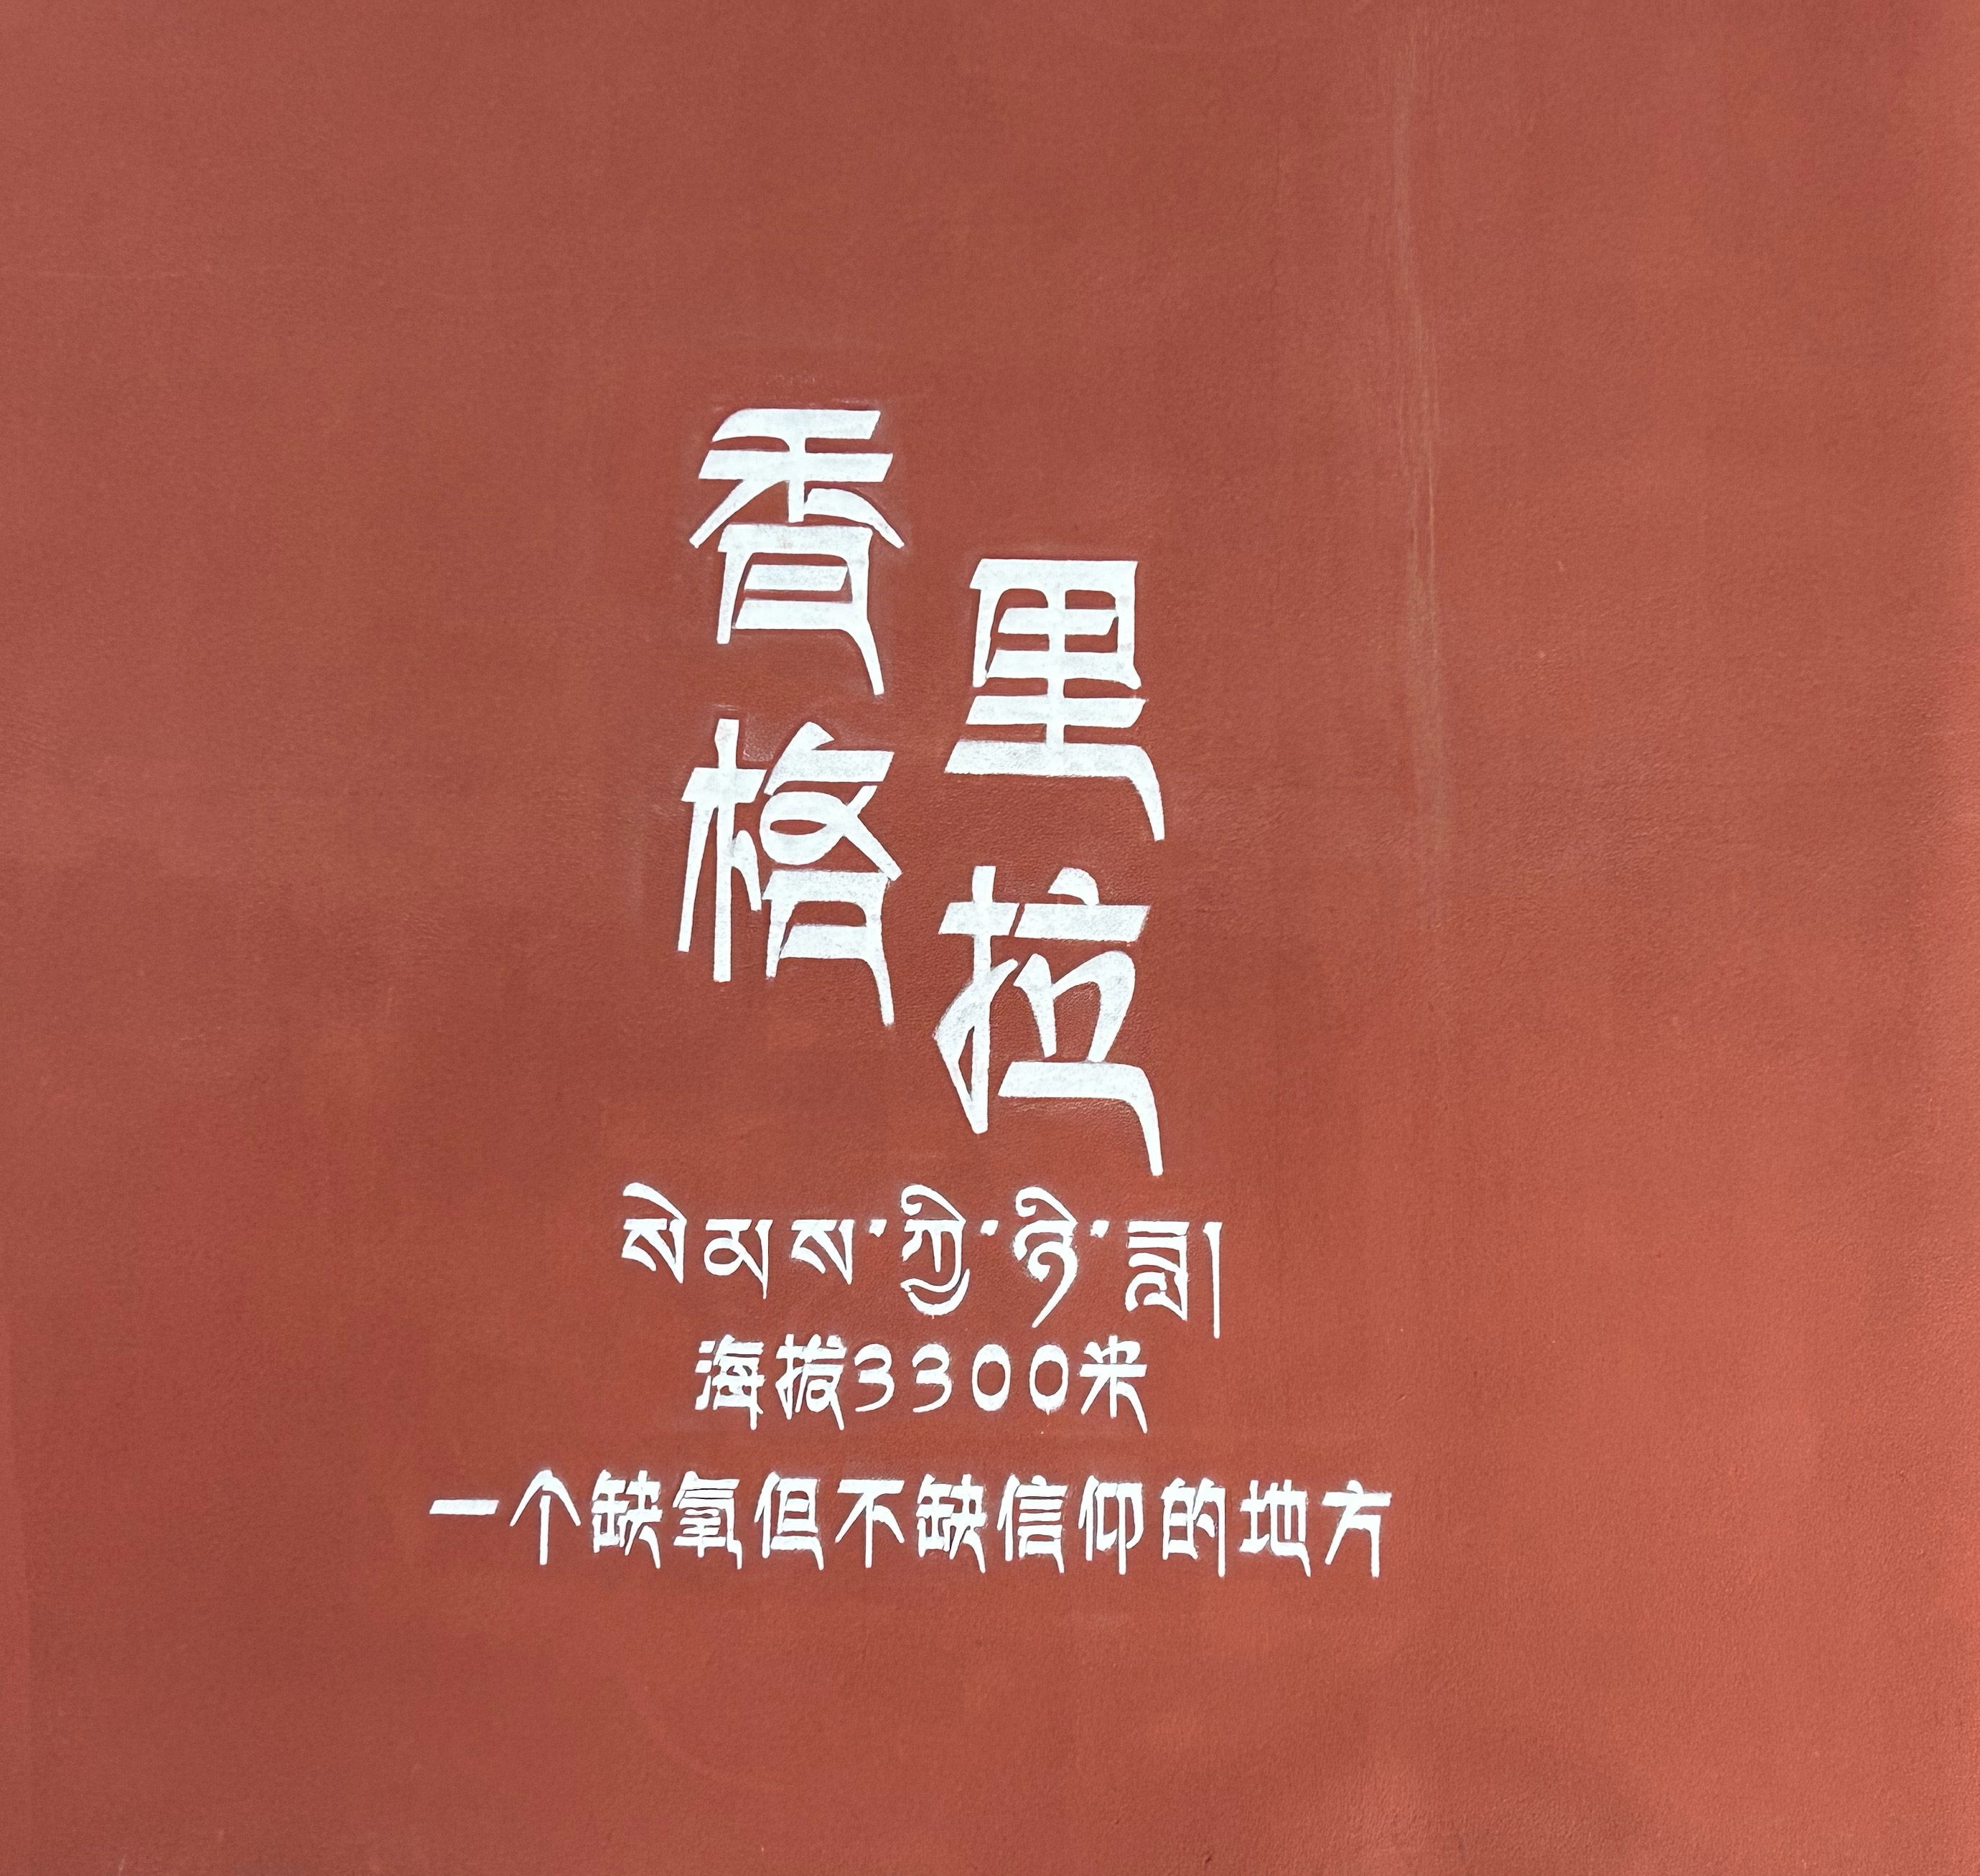 香格里拉
སེམས་ཀྱི་ཉི་ཟླ།
海拔3300米
一个缺氧但不缺信仰的地方